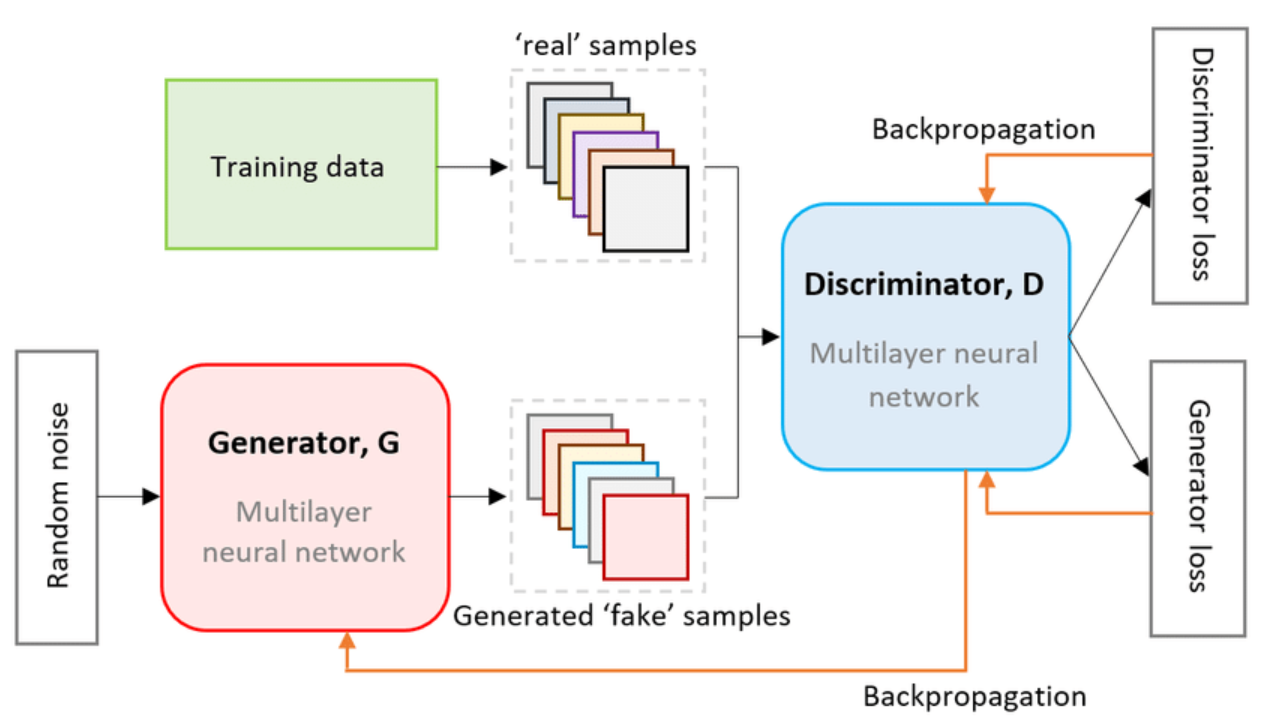 ‘real’ samples
Training data
Backpropagation
Discriminator loss
Discriminator, D
Multilayer neural
network
Random noise
Generator, G
Multilayer
neural network
Generated ‘fake’ samples
Generator loss
Backpropagation